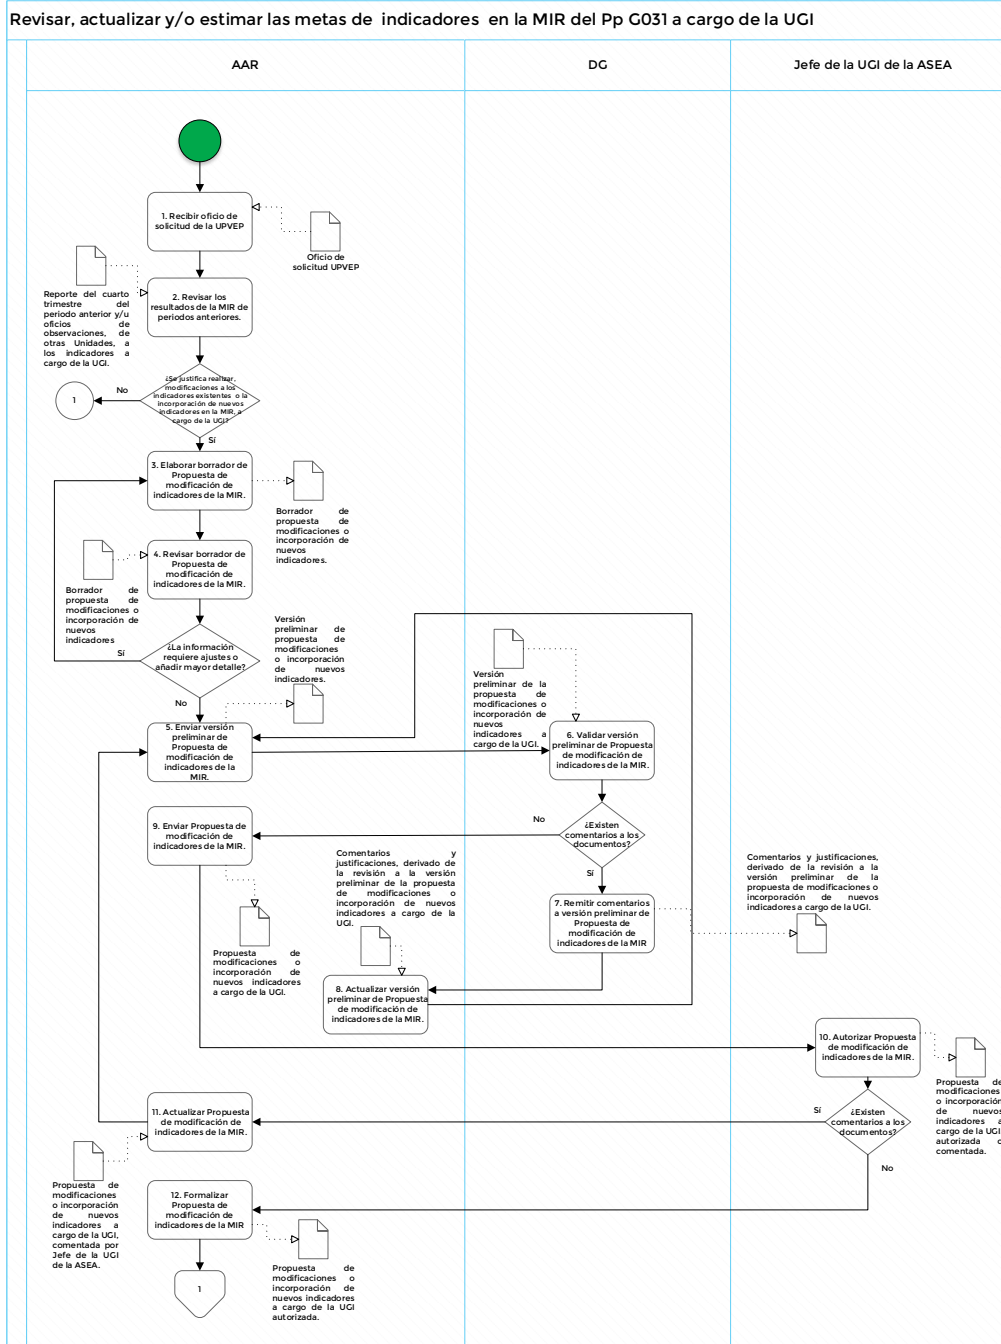 Revisar, actualizar y/o estimar las metas de indicadores en la MIR del Pp G031 a cargo de la UGI
AAR
DG
Jefe de la UGI de la ASEA
1. Recibir oficio de
solicitud de la UPVEP
Oficio de
solicitud UPVEP
Reporte del cuarto
trimestre del
periodo anterior y/u
oficios de
observaciones, de
otras Unidades, a
los indicadores a
cargo de la UGI.
2. Revisar los
resultados de la MIR de
periodos anteriores.
¿Se justifica realizar,
modificaciones a los
indicadores existentes o la
incorporación de nuevos
indicadores en la MIR, a
cargo de la UGI?
No
1
Sí
3. Elaborar borrador de
Propuesta de
modificación de
indicadores de la MIR.
Borrador de
propuesta de
modificaciones o
incorporación de
nuevos
indicadores.
4. Revisar borrador de
Propuesta de
modificación de
indicadores de la MIR.
Borrador de
propuesta de
modificaciones o
incorporación de
nuevos
indicadores
¿La información
requiere ajustes o
añadir mayor detalle?
Sí
No
Versión
preliminar de
propuesta de
modificaciones
o incorporación
de nuevos
indicadores.
5. Enviar versión
preliminar de
Propuesta de
modificación de
indicadores de la
MIR.
Versión
preliminar de la
propuesta de
modificaciones o
incorporación de
nuevos
indicadores a
cargo de la UGI.
6. Validar versión
preliminar de Propuesta
de modificación de
indicadores de la MIR.
¿Existen
comentarios a los
documentos?
No
Sí
9. Enviar Propuesta de
modificación de
indicadores de la MIR.
Propuesta de
modificaciones o
incorporación de
nuevos indicadores
a cargo de la UGI.
Comentarios y
justificaciones, derivado de
la revisión a la versión
preliminar de la propuesta
de modificaciones o
incorporación de nuevos
indicadores a cargo de la
UGI.
7. Remitir comentarios
a versión preliminar de
Propuesta de
modificación de
indicadores de la MIR
Comentarios y justificaciones,
derivado de la revisión a la
versión preliminar de la
propuesta de modificaciones o
incorporación de nuevos
indicadores a cargo de la UGI.
8. Actualizar versión
preliminar de Propuesta
de modificación de
indicadores de la MIR.
10. Autorizar Propuesta
de modificación de
indicadores de la MIR.
Propuesta de
modificaciones
o incorporación
de nuevos
indicadores a
cargo de la UGI
autorizada o
comentada.
¿Existen
comentarios a los
documentos?
Sí
No
11. Actualizar Propuesta
de modificación de
indicadores de la MIR.
Propuesta de
modificaciones
o incorporación
de nuevos
indicadores a
cargo de la UGI,
comentada por
Jefe de la UGI
de la ASEA.
12. Formalizar
Propuesta de
modificación de
indicadores de la MIR
Propuesta de
modificaciones o
incorporación de
nuevos indicadores
a cargo de la UGI
autorizada.
1